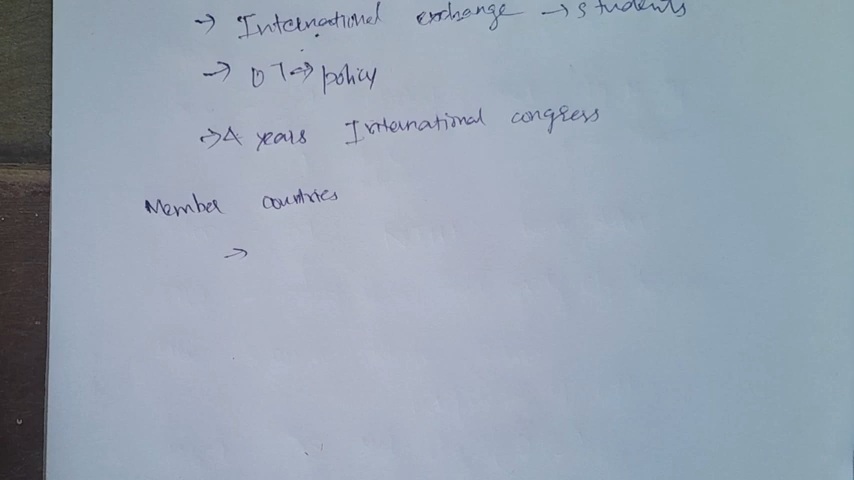 → International exchange → students
→ OT → policy
→ 4 years International congress
Member countries
→